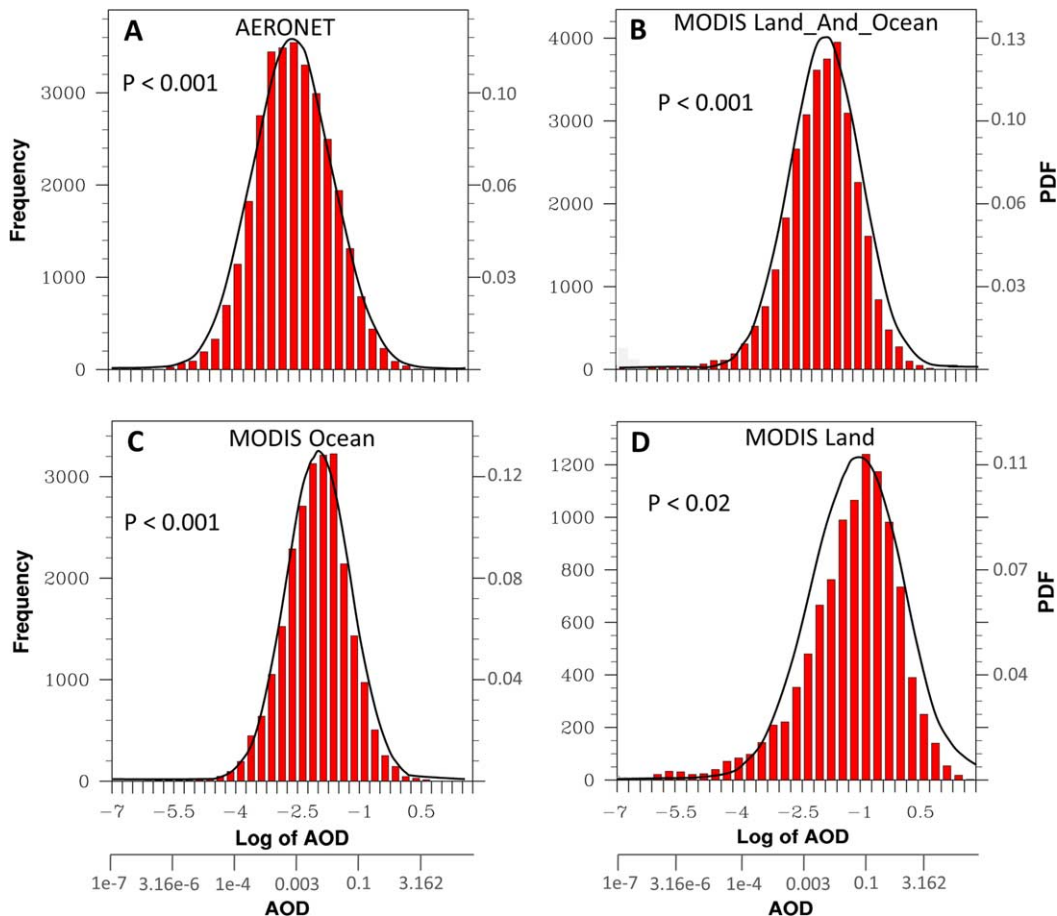 A AERONET
P < 0.001
Frequency
3000
2000
1000
0
0.10
0.06
0.03
B MODIS Land_And_Ocean
P < 0.001
4000
3000
2000
1000
0
0.13
0.10
0.06
0.03
PDF
C MODIS Ocean
P < 0.001
Frequency
3000
2000
1000
0
0.12
0.08
0.04
−7 −5.5 −4 −2.5 −1 0.5
Log of AOD
1e-7 3.16e-6 1e-4 0.003 0.1 3.162
AOD
D MODIS Land
P < 0.02
1200
1000
800
600
400
200
0
0.11
0.07
0.04
PDF
−7 −5.5 −4 −2.5 −1 0.5
Log of AOD
1e-7 3.16e-6 1e-4 0.003 0.1 3.162
AOD